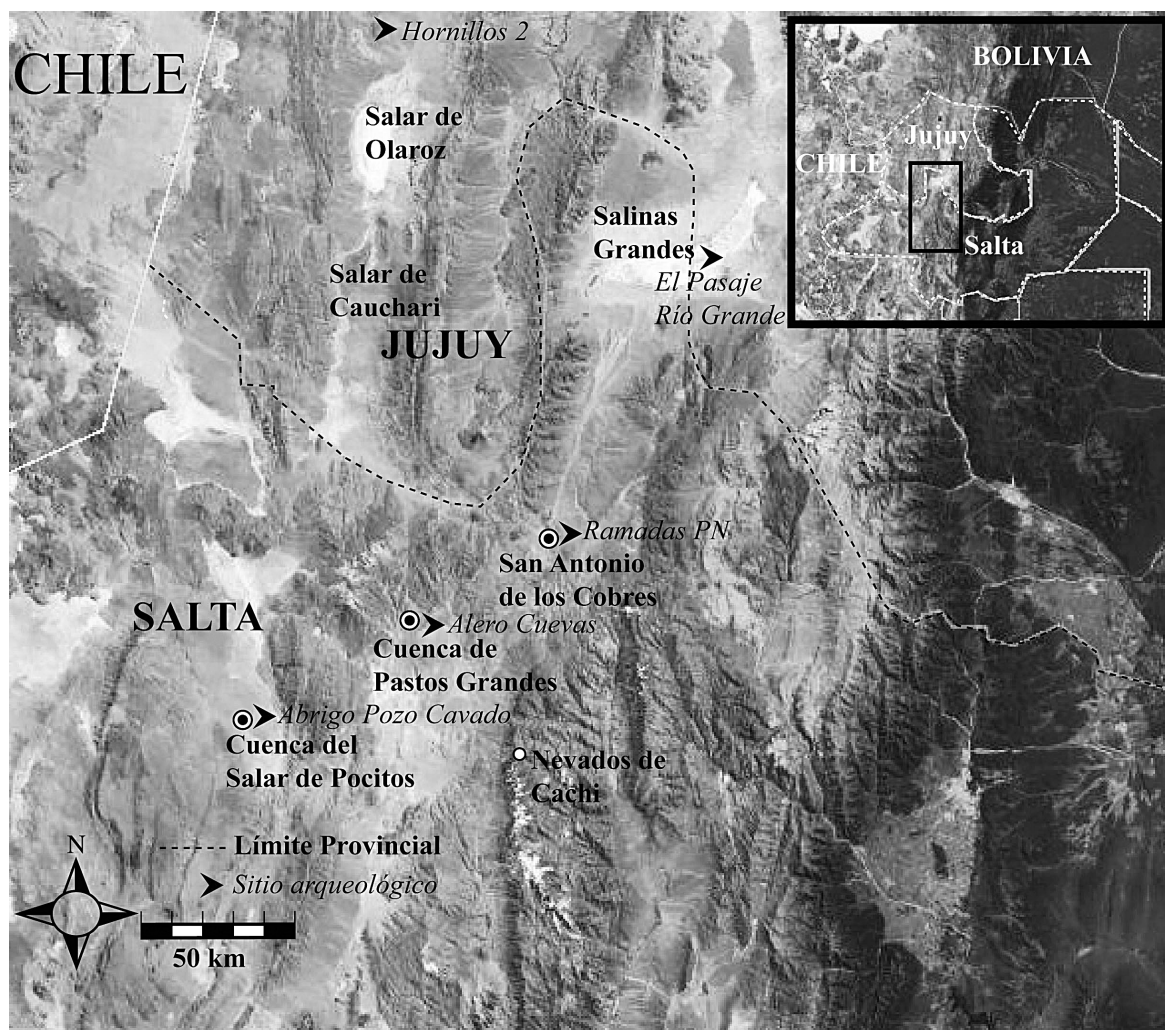 Hornillos 2
CHILE
Salar de
Olaroz
Salinas
Grandes
El Pasaje
Río Grande
Salar de
Cauchari
JUJUY
BOLIVIA
Jujuy
CHILE
Salta
Ramadas PN
San Antonio
de los Cobres
SALTA
Alero Cuevas
Cuenca de
Pastos Grandes
Abrigo Pozo Cavado
Cuenca del
Salar de Pocitos
Nevados de
Cachi
Límite Provincial
Sitio arqueológico
N
50 km